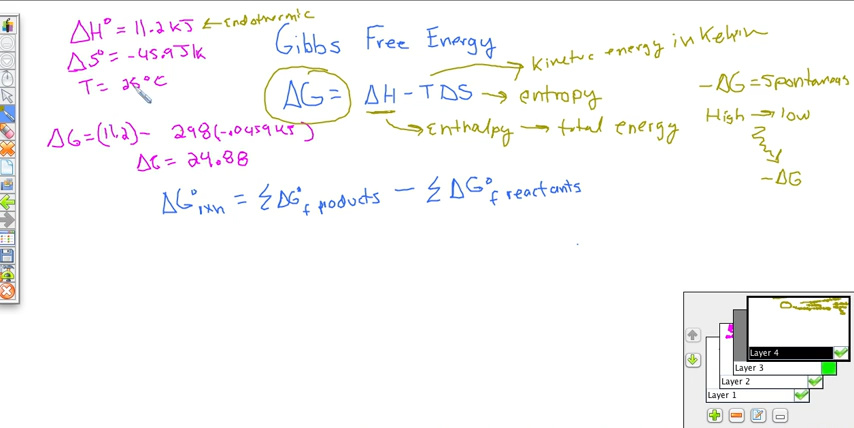 ΔH° = 11.2 kJ ← Endothermic
ΔS° = -45.9 J/k
T = 25°C
ΔG = (11.2) - 298(-.0459 kJ)
ΔG = 24.88
Gibbs Free Energy
ΔG = ΔH - TΔS → entropy
kinetic energy in Kelvin
Enthalpy → total energy
-ΔG = Spontaneous
High → low
-ΔG
ΔG°rxn = ΣΔG°f products - ΣΔG°f reactants
Layer 4
Layer 3
Layer 2
Layer 1